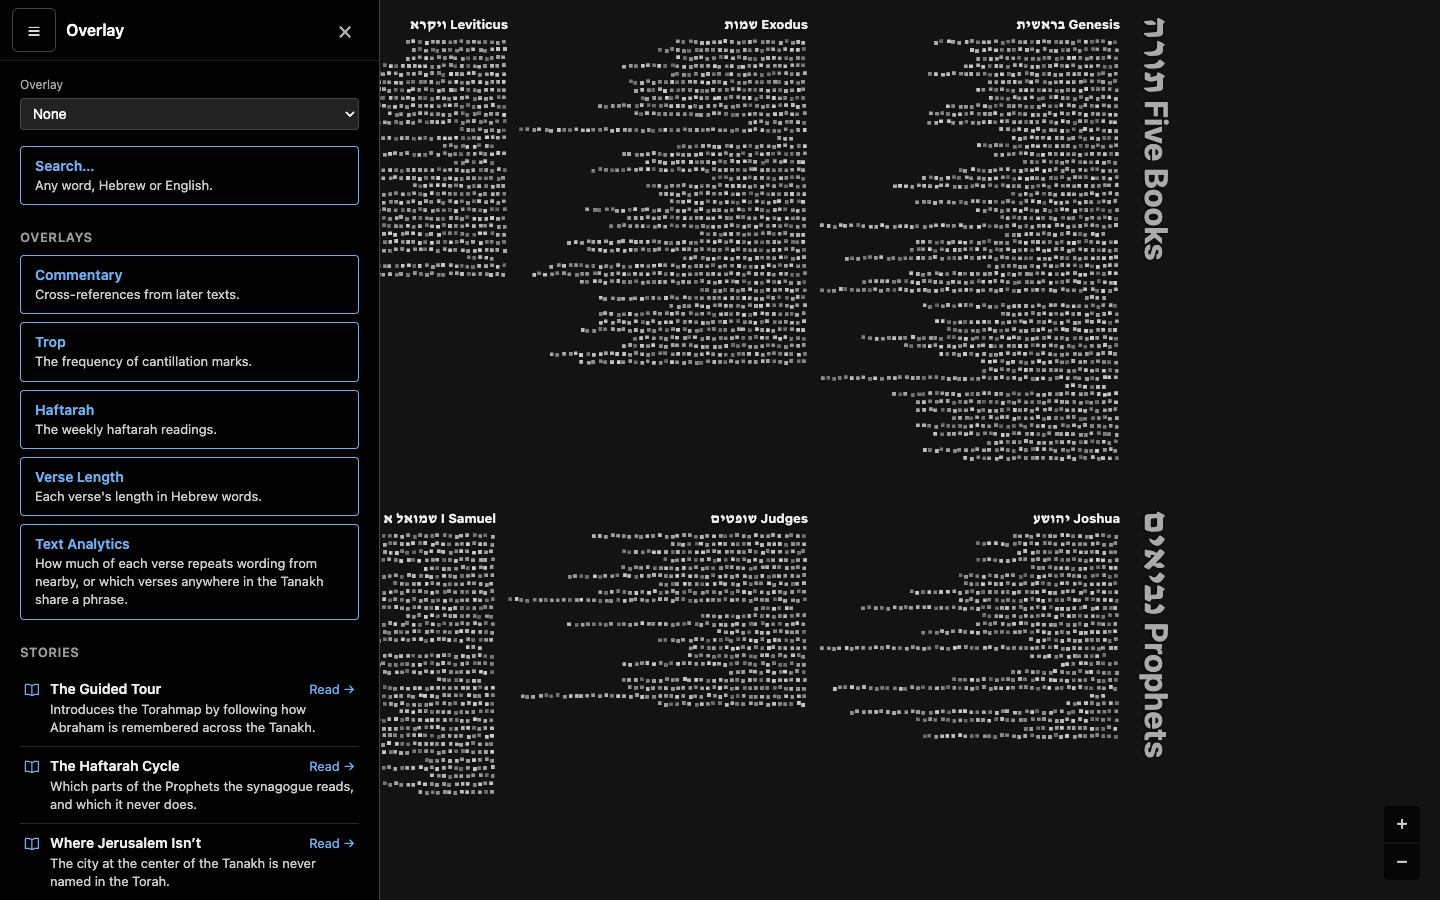 Overlay
Overlay
None
Search...
Any word, Hebrew or English.
OVERLAYS
Commentary
Cross-references from later texts.
Trop
The frequency of cantillation marks.
Haftarah
The weekly haftarah readings.
Verse Length
Each verse's length in Hebrew words.
Text Analytics
How much of each verse repeats wording from
nearby, or which verses anywhere in the Tanakh
share a phrase.
STORIES
The Guided Tour
Read →
Introduces the Torahmap by following how
Abraham is remembered across the Tanakh.
The Haftarah Cycle
Read →
Which parts of the Prophets the synagogue reads,
and which it never does.
Where Jerusalem Isn’t
Read →
The city at the center of the Tanakh is never
named in the Torah.
תורה Five Books
בראשית Genesis
שמות Exodus
ויקרא Leviticus
נביאים Prophets
יהושע Joshua
שופטים Judges
שמואל א I Samuel